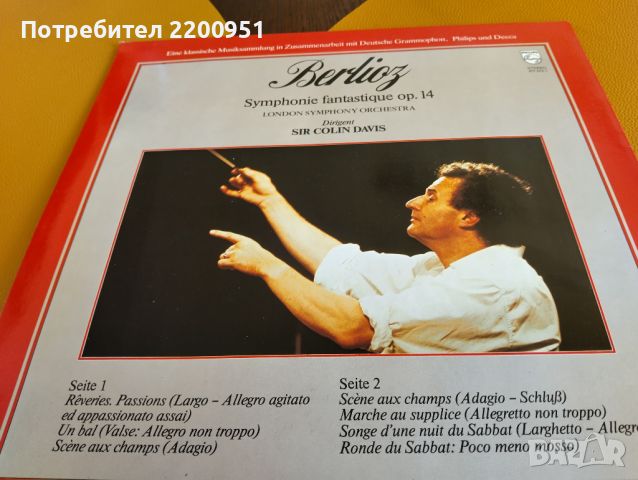 Потребител 2200951
Eine klassische Musiksammlung in Zusammenarbeit mit Deutsche Grammophon, Philips und Decca
Berlioz
Symphonie fantastique op. 14
LONDON SYMPHONY ORCHESTRA
Dirigent
SIR COLIN DAVIS
Seite 1
Rêveries. Passions (Largo – Allegro agitato
ed appassionato assai)
Un bal (Valse: Allegro non troppo)
Scène aux champs (Adagio)
Seite 2
Scène aux champs (Adagio – Schluß)
Marche au supplice (Allegretto non troppo)
Songe d'une nuit du Sabbat (Larghetto – Allegro
Ronde du Sabbat: Poco meno mosso
BAZAR